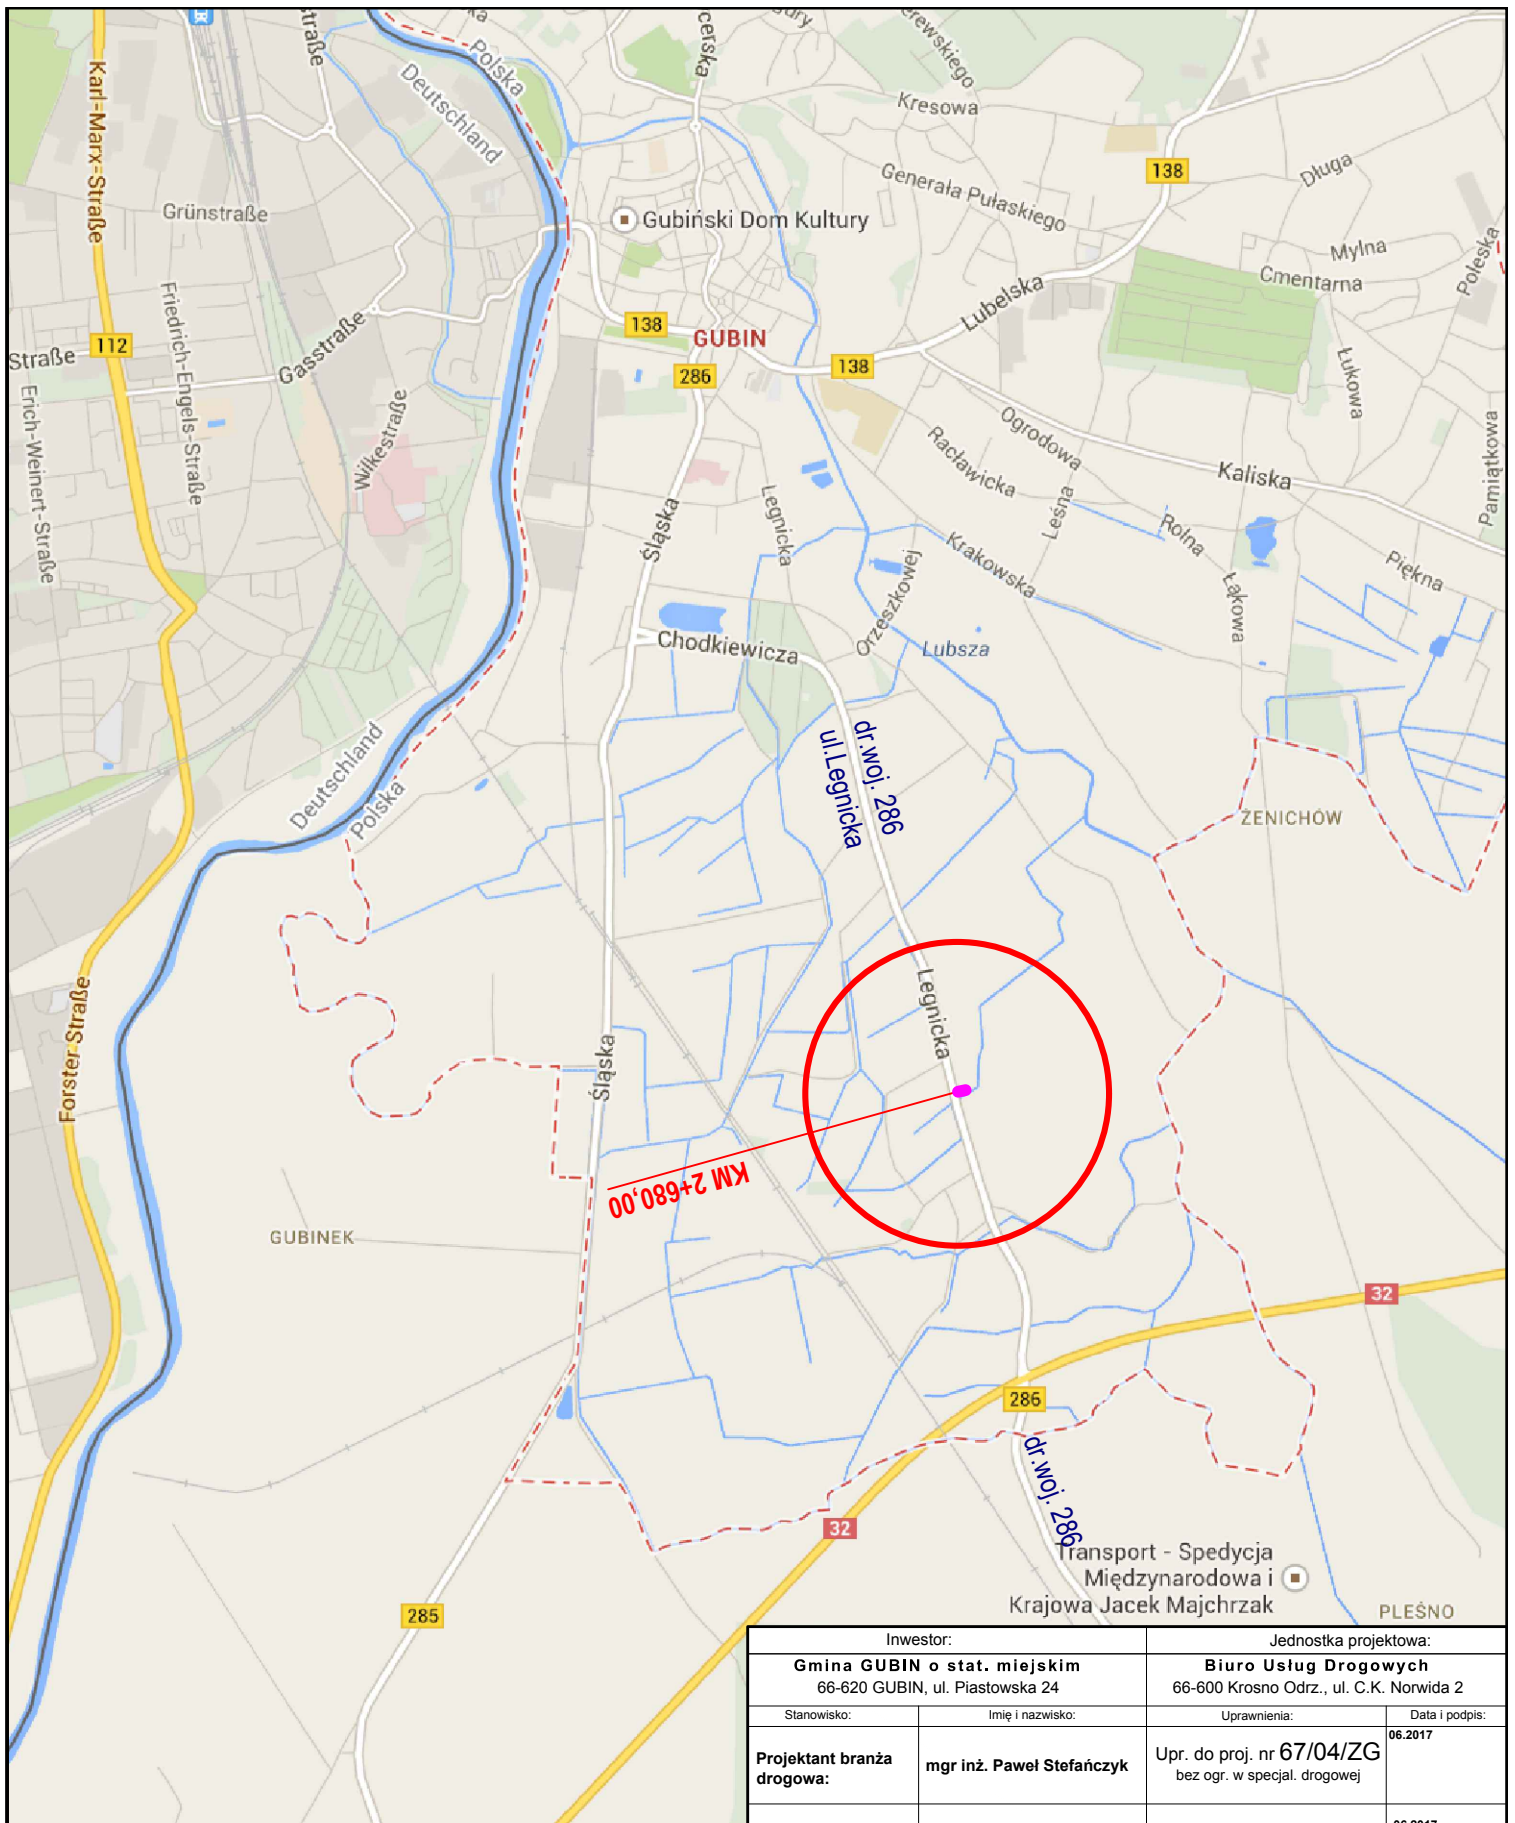 Polska
Deutschland
Karl-Marx-Straße
straße
Grünstraße
Friedrich-Engels-Straße
112
Straße
Gasstraße
Erich-Weinert-Straße
Wilkestraße
cerska
erewskiego
Kresowa
Generała Pułaskiego
138
Długa
Mylna
Cmentarna
Poleska
Gubiński Dom Kultury
138
GUBIN
286
138
Lubelska
Łukowa
Pamiątkowa
Ogrodowa
Racławicka
Kaliska
Leśna
Rolna
Łąkowa
Piękna
Śląska
Legnicka
Krakowska
Orzeszkowej
Chodkiewicza
Lubsza
dr.woj. 286
ul.Legnicka
Deutschland
Polska
ŻENICHÓW
Forster Straße
Śląska
Legnicka
KM 2+680,00
GUBINEK
32
286
dr.woj. 286
32
285
Transport - Spedycja
Międzynarodowa i
Krajowa Jacek Majchrzak
PLEŚNO
Inwestor:
Jednostka projektowa:
Gmina GUBIN o stat. miejskim
66-620 GUBIN, ul. Piastowska 24
Biuro Usług Drogowych
66-600 Krosno Odrz., ul. C.K. Norwida 2
Stanowisko:
Imię i nazwisko:
Uprawnienia:
Data i podpis:
Projektant branża
drogowa:
mgr inż. Paweł Stefańczyk
Upr. do proj. nr 67/04/ZG
bez ogr. w specjal. drogowej
06.2017
06.2017